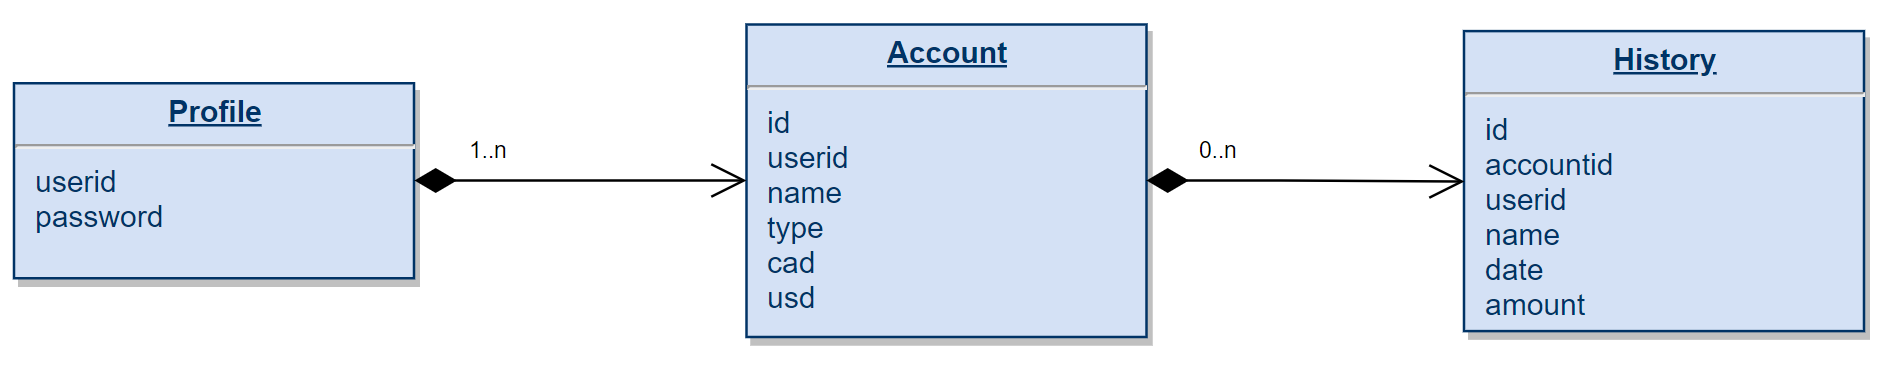 Profile
userid
password
1..n
Account
id
userid
name
type
cad
usd
0..n
History
id
accountid
userid
name
date
amount